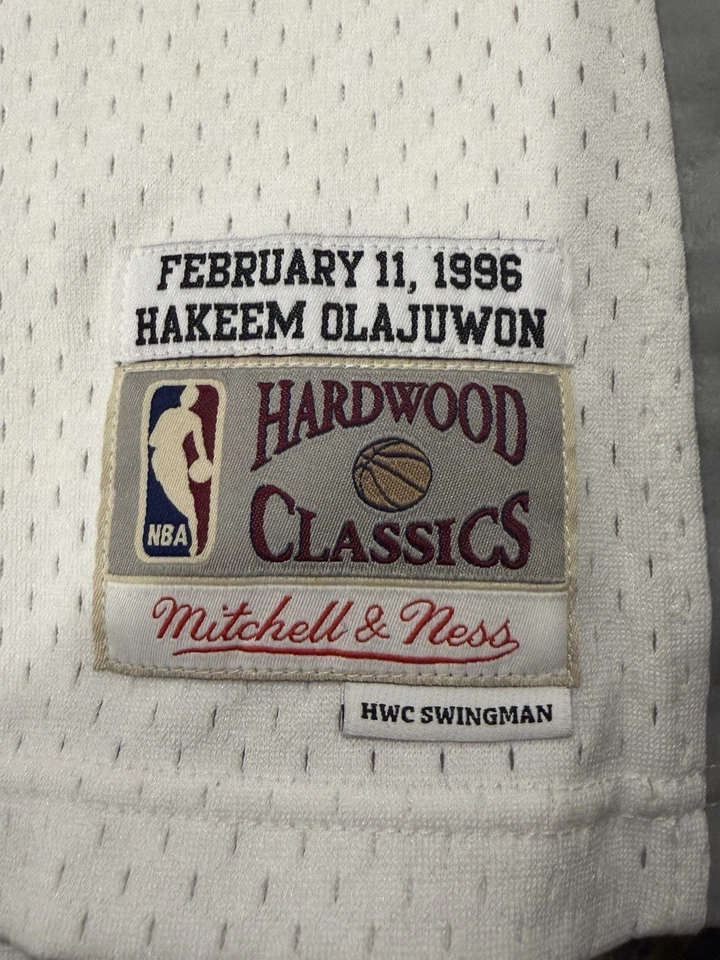 FEBRUARY 11, 1996
HAKEEM OLAJUWON
HARDWOOD
CLASSICS
NBA
Mitchell & Ness
HWC SWINGMAN